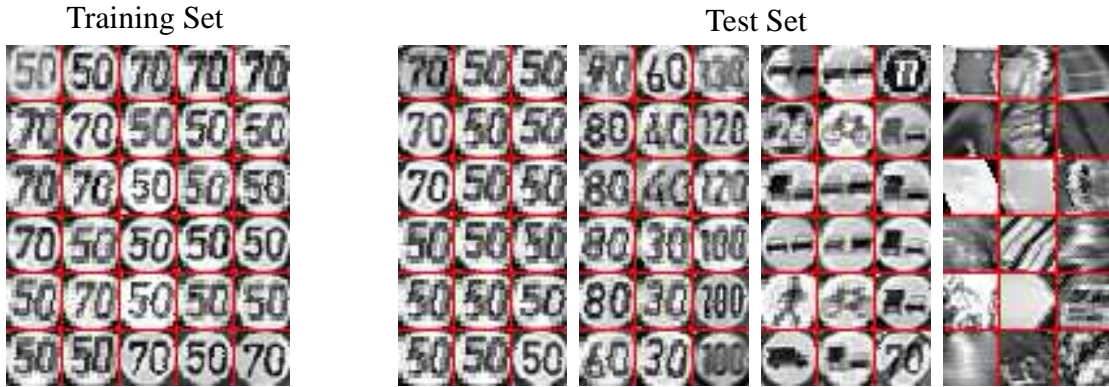 Training Set
Test Set
50 50 70 70 70 70 50 50 60
70 70 50 50 50 70 50 50 80 40 120
70 70 50 50 50 70 50 50 80 40 120
70 50 50 50 50 50 50 50 80 30 100
50 70 50 50 50 50 50 50 80 30 100
50 50 70 50 70 50 50 50 60 30 100 70